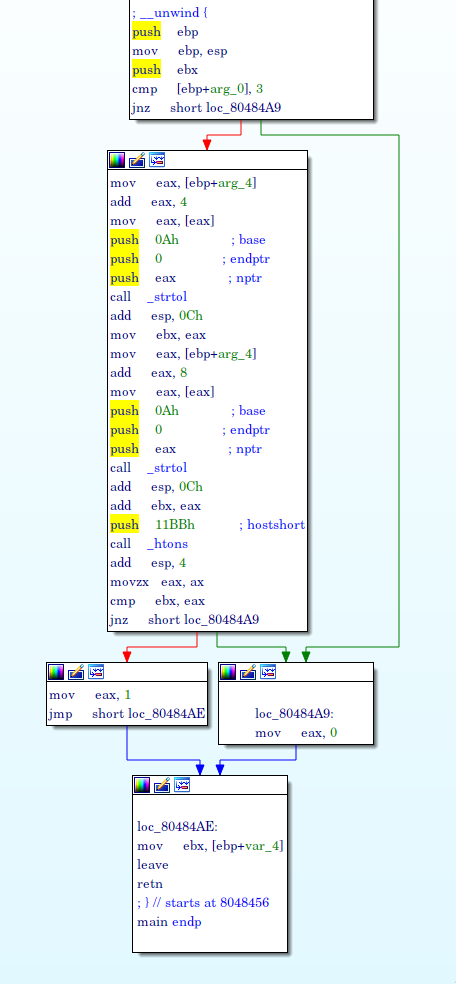 ; __unwind {
push ebp
mov ebp, esp
push ebx
cmp [ebp+arg_0], 3
jnz short loc_80484A9
mov eax, [ebp+arg_4]
add eax, 4
mov eax, [eax]
push 0Ah ; base
push 0 ; endptr
push eax ; nptr
call _strtol
add esp, 0Ch
mov ebx, eax
mov eax, [ebp+arg_4]
add eax, 8
mov eax, [eax]
push 0Ah ; base
push 0 ; endptr
push eax ; nptr
call _strtol
add esp, 0Ch
add ebx, eax
push 11BBh ; hostshort
call _htons
add esp, 4
movzx eax, ax
cmp ebx, eax
jnz short loc_80484A9
mov eax, 1
jmp short loc_80484AE
loc_80484A9:
mov eax, 0
loc_80484AE:
mov ebx, [ebp+var_4]
leave
retn
; } // starts at 8048456
main endp